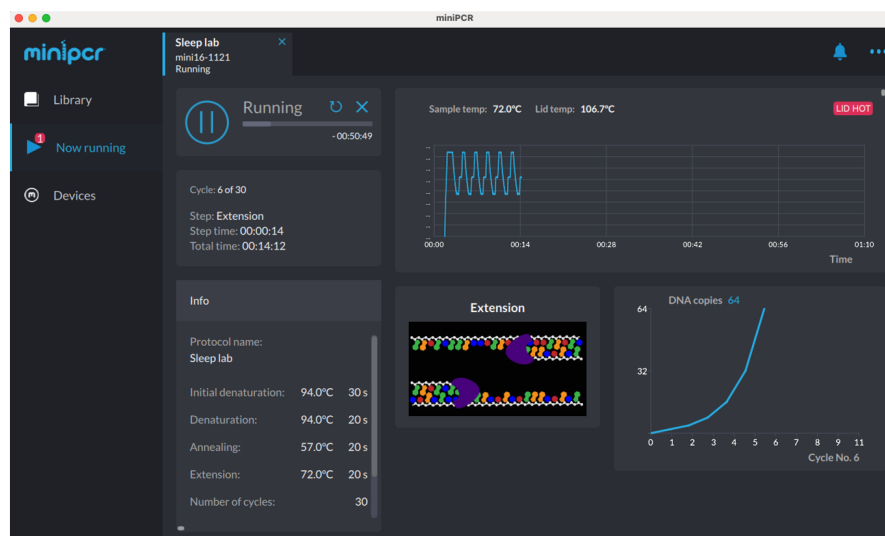 miniPCR
minipcr
Library
1
Now running
Devices
Sleep lab
mini16-1121
Running
Running
- 00:50:49
Cycle: 6 of 30
Step: Extension
Step time: 00:00:14
Total time: 00:14:12
Info
Protocol name:
Sleep lab
Initial denaturation: 94.0°C 30 s
Denaturation: 94.0°C 20 s
Annealing: 57.0°C 20 s
Extension: 72.0°C 20 s
Number of cycles: 30
Sample temp: 72.0°C Lid temp: 106.7°C
LID HOT
00:00 00:14 00:28 00:42 00:56 01:10
Time
Extension
DNA copies 64
64
32
0 1 2 3 4 5 6 7 8 9 11
Cycle No. 6